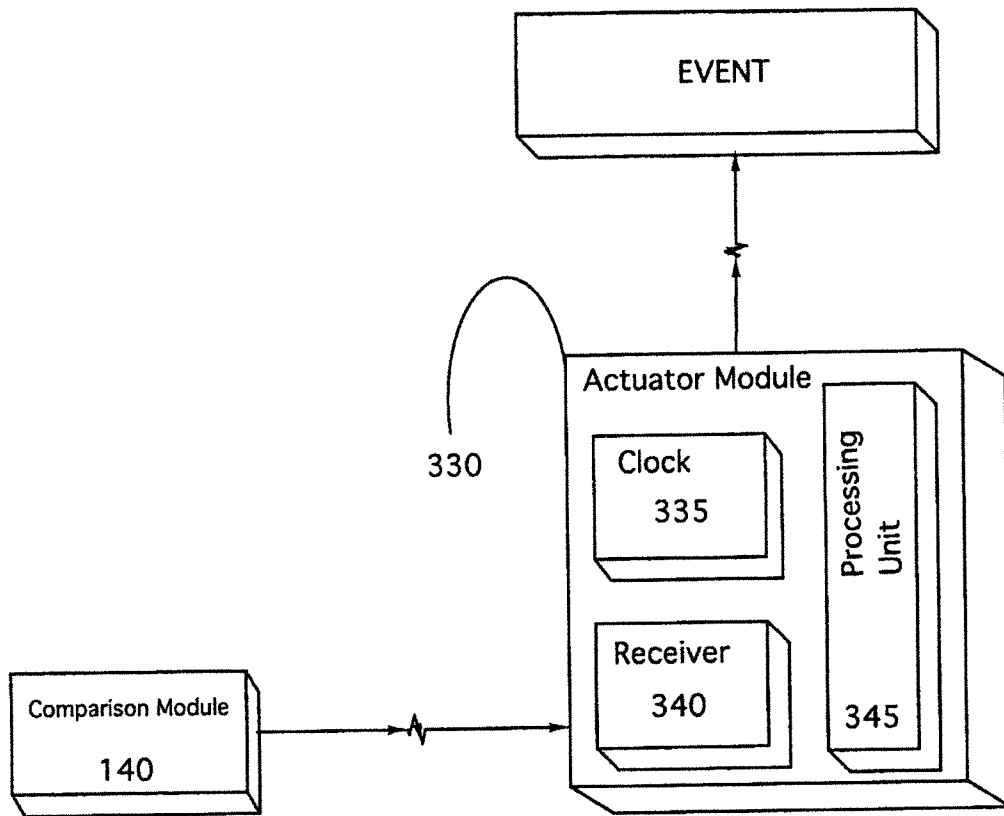 EVENT
Actuator Module
330
Clock
335
Processing
Unit
345
Receiver
340
Comparison Module
140